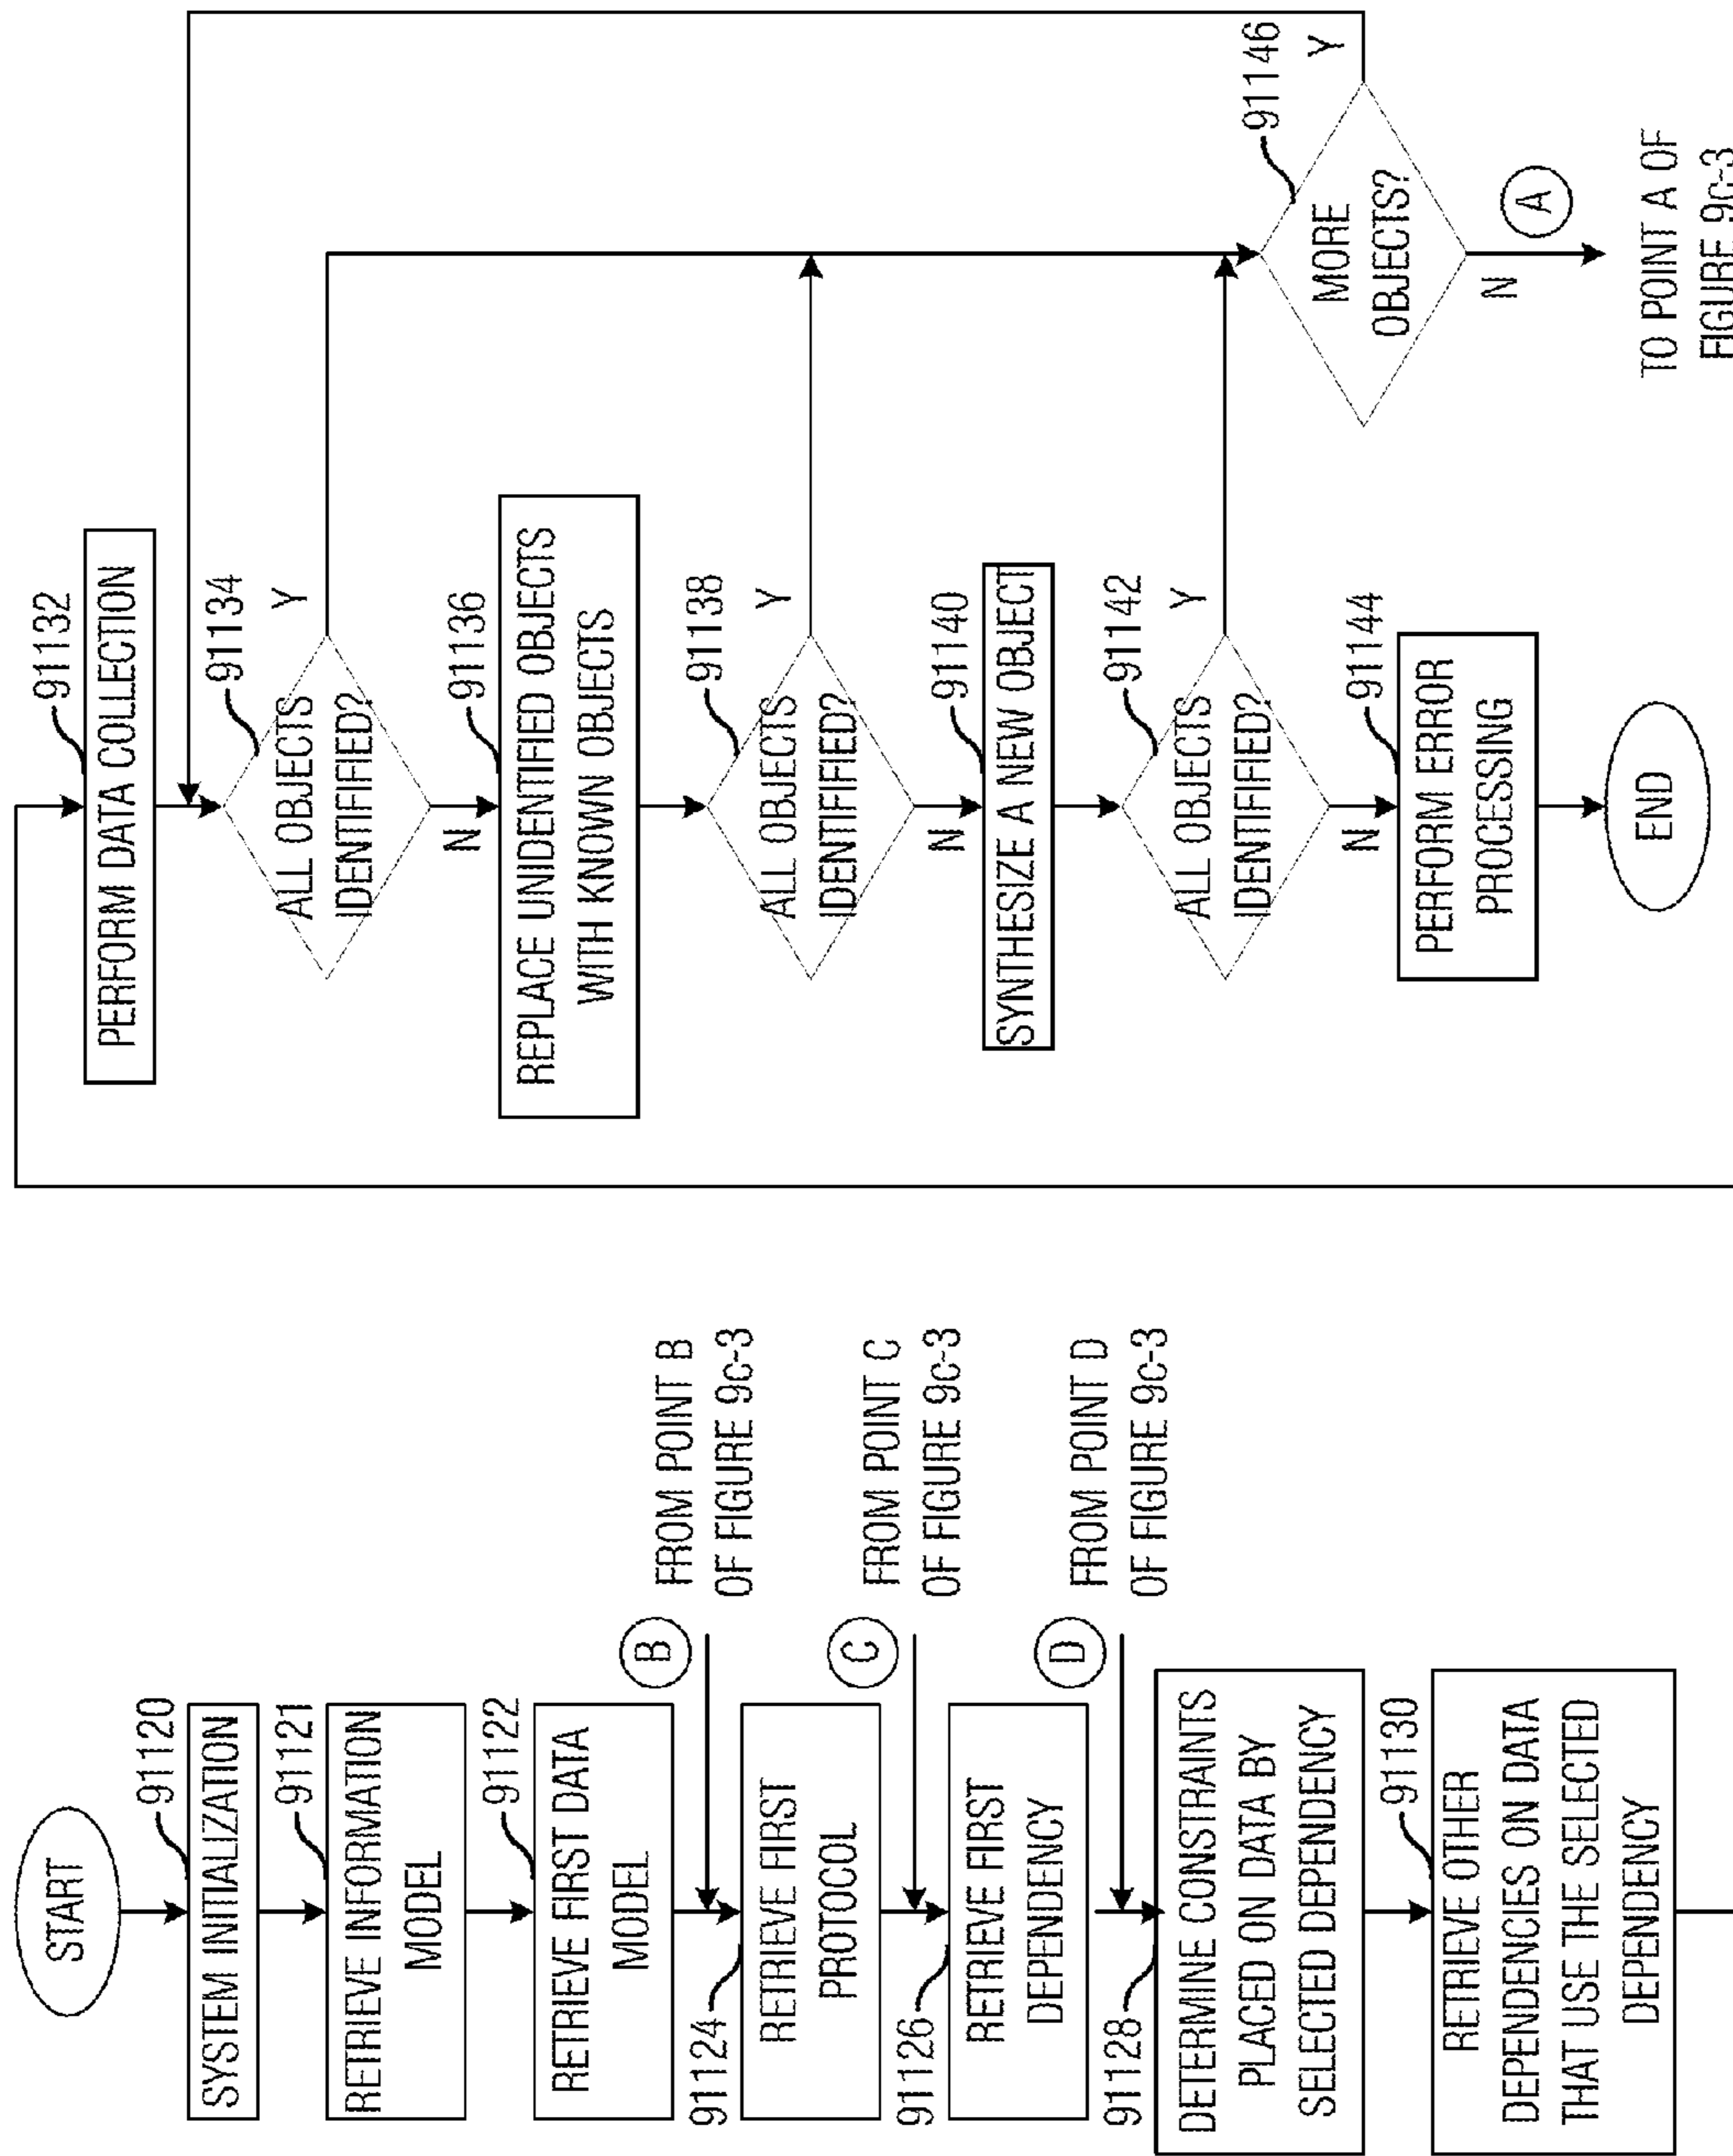 START
91120
SYSTEM INITIALIZATION
91121
RETRIEVE INFORMATION
MODEL
91122
RETRIEVE FIRST DATA
MODEL
B
FROM POINT B
OF FIGURE 9c-3
91124
RETRIEVE FIRST
PROTOCOL
C
FROM POINT C
OF FIGURE 9c-3
91126
RETRIEVE FIRST
DEPENDENCY
D
FROM POINT D
OF FIGURE 9c-3
91128
DETERMINE CONSTRAINTS
PLACED ON DATA BY
SELECTED DEPENDENCY
91130
RETRIEVE OTHER
DEPENDENCIES ON DATA
THAT USE THE SELECTED
DEPENDENCY
91132
PERFORM DATA COLLECTION
91134
ALL OBJECTS
IDENTIFIED?
Y
N
91136
REPLACE UNIDENTIFIED OBJECTS
WITH KNOWN OBJECTS
91138
ALL OBJECTS
IDENTIFIED?
Y
N
91140
SYNTHESIZE A NEW OBJECT
91142
ALL OBJECTS
IDENTIFIED?
Y
N
91144
PERFORM ERROR
PROCESSING
END
91146
MORE
OBJECTS?
Y
N
A
TO POINT A OF
FIGURE 9c-3